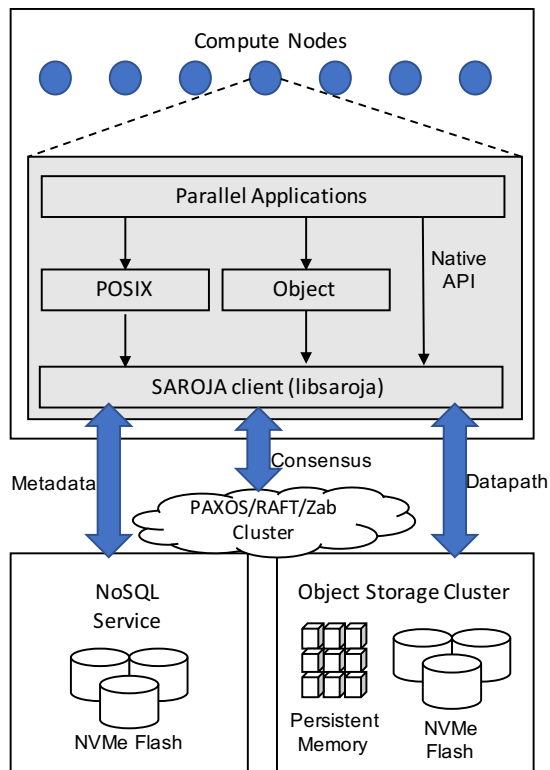 Compute Nodes
Parallel Applications
Native
API
POSIX
Object
SAROJA client (libsaroja)
Metadata
Consensus
Datapath
PAXOS/RAFT/Zab
Cluster
NoSQL
Service
NVMe Flash
Object Storage Cluster
Persistent
Memory
NVMe
Flash